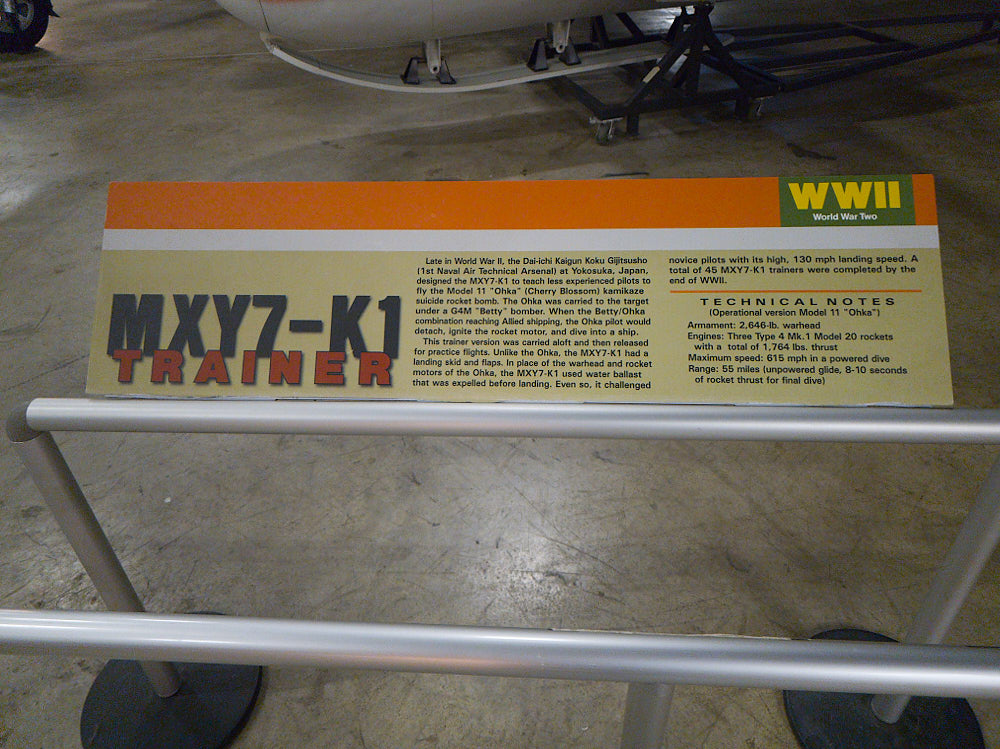 WWII
World War Two
MXY7-K1
TRAINER
Late in World War II, the Dai-ichi Kaigun Koku Gijitsusho
(1st Naval Air Technical Arsenal) at Yokosuka, Japan,
designed the MXY7-K1 to teach less experienced pilots to
fly the Model 11 "Ohka" (Cherry Blossom) kamikaze
suicide rocket bomb. The Ohka was carried to the target
under a G4M "Betty" bomber. When the Betty/Ohka
combination reaching Allied shipping, the Ohka pilot would
detach, ignite the rocket motor, and dive into a ship.
This trainer version was carried aloft and then released
for practice flights. Unlike the Ohka, the MXY7-K1 had a
landing skid and flaps. In place of the warhead and rocket
motors of the Ohka, the MXY7-K1 used water ballast
that was expelled before landing. Even so, it challenged
novice pilots with its high, 130 mph landing speed. A
total of 45 MXY7-K1 trainers were completed by the
end of WWII.
TECHNICAL NOTES
(Operational version Model 11 "Ohka")
Armament: 2,646-lb. warhead
Engines: Three Type 4 Mk.1 Model 20 rockets
with a total of 1,764 lbs. thrust
Maximum speed: 615 mph in a powered dive
Range: 55 miles (unpowered glide, 8-10 seconds
of rocket thrust for final dive)